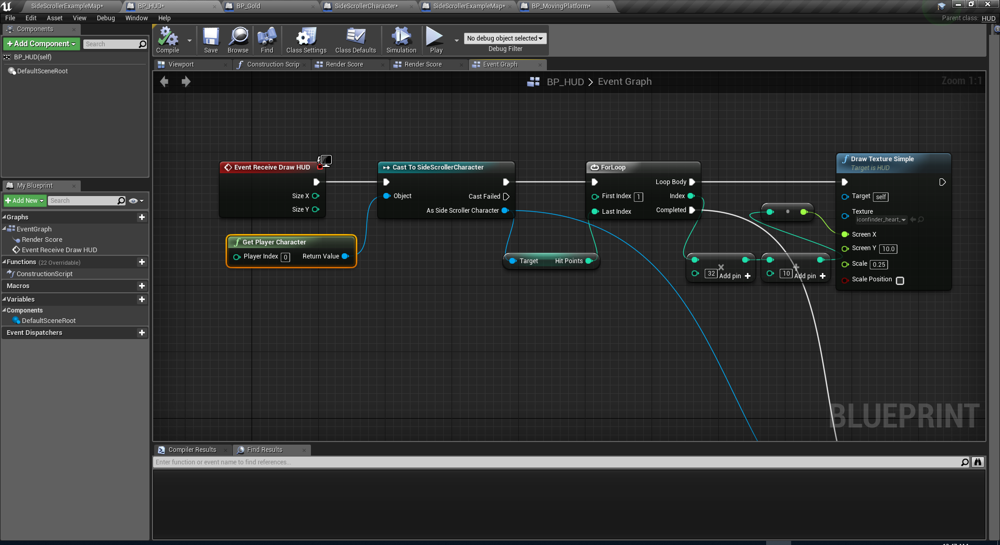 SideScrollerExampleMap*
BP_HUD*
BP_Gold
SideScrollerCharacter*
SideScrollerExampleMap*
BP_MovingPlatform*
File Edit Asset View Debug Window Help
Parent class: HUD
Components
+Add Component
Search
BP_HUD(self)
DefaultSceneRoot
Compile
Save
Browse
Find
Class Settings
Class Defaults
Simulation
Play
No debug object selected
Debug Filter
Viewport
Construction Scrip
Render Score
Render Score
Event Graph
BP_HUD > Event Graph
Zoom 1:1
My Blueprint
+Add New
Search
Graphs
EventGraph
Render Score
Event Receive Draw HUD
Functions (22 Overridable)
ConstructionScript
Macros
Variables
Components
DefaultSceneRoot
Event Dispatchers
Event Receive Draw HUD
Size X
Size Y
Get Player Character
Player Index 0
Return Value
Cast To SideScrollerCharacter
Object
Cast Failed
As Side Scroller Character
Target
Hit Points
ForLoop
Loop Body
First Index 1
Index
Last Index
Completed
32
Add pin +
10
Add pin +
Draw Texture Simple
Target is HUD
Target self
Texture
iconfinder_heart_
Screen X
Screen Y 10.0
Scale 0.25
Scale Position
BLUEPRINT
Compiler Results
Find Results
Enter function or event name to find references...